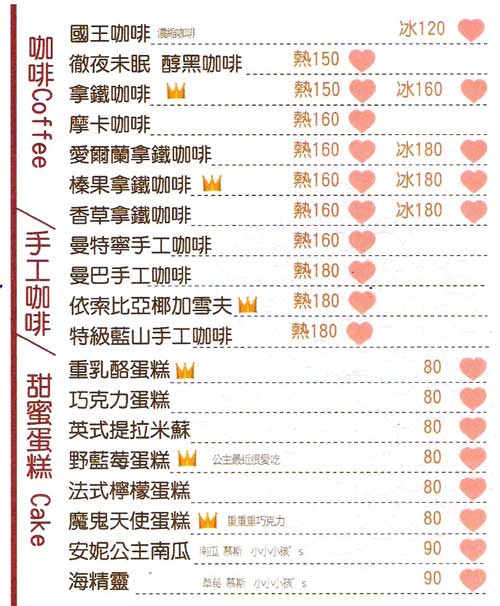 咖啡Coffee
國王咖啡 濃縮咖啡 冰120
徹夜未眠 醇黑咖啡 熱150
拿鐵咖啡 熱150 冰160
摩卡咖啡 熱160
愛爾蘭拿鐵咖啡 熱160 冰180
榛果拿鐵咖啡 熱160 冰180
香草拿鐵咖啡 熱160 冰180
手工咖啡
曼特寧手工咖啡 熱160
曼巴手工咖啡 熱180
依索比亞椰加雪夫 熱180
特級藍山手工咖啡 熱180
甜蜜蛋糕 Cake
重乳酪蛋糕 80
巧克力蛋糕 80
英式提拉米蘇 80
野藍莓蛋糕 公主最近很愛吃 80
法式檸檬蛋糕 80
魔鬼天使蛋糕 重重重巧克力 80
安妮公主南瓜 南瓜 慕斯 小小小孩's 90
海精靈 草莓 慕斯 小小小孩's 90